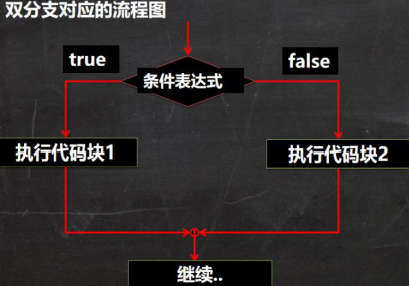 双分支对应的流程图
true
false
条件表达式
执行代码块1
执行代码块2
继续..